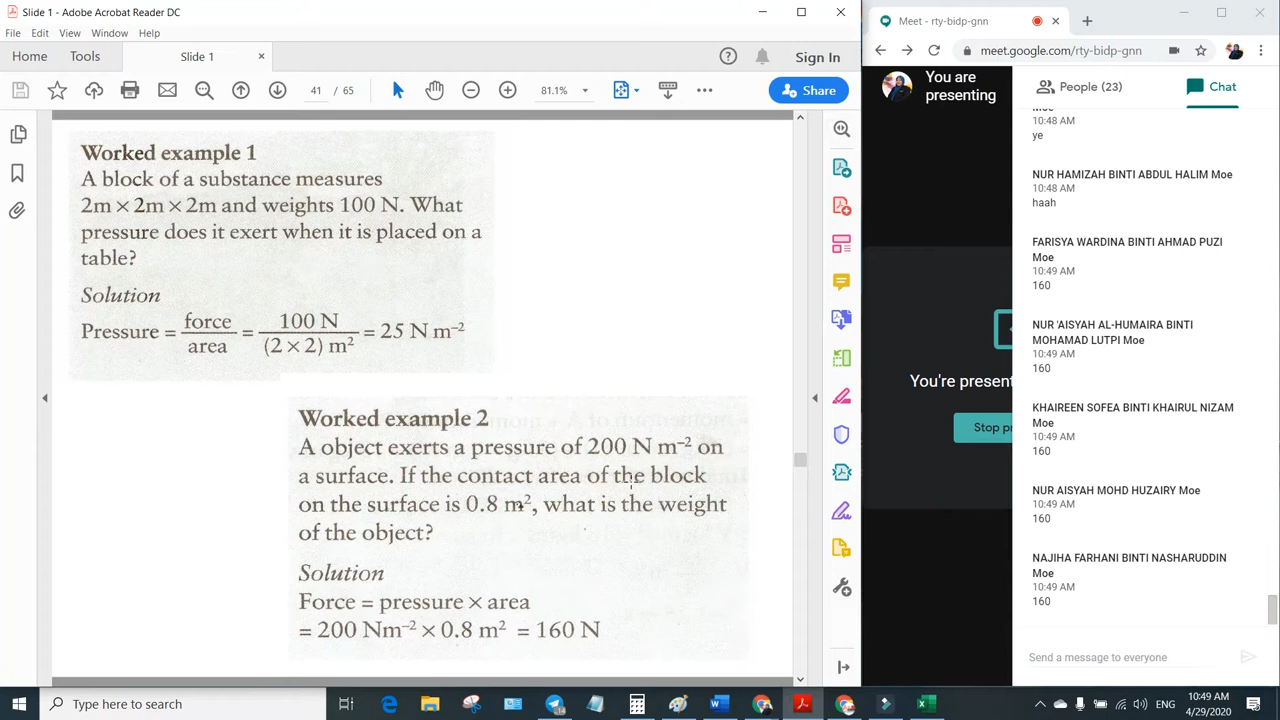 Slide 1 - Adobe Acrobat Reader DC
File Edit View Window Help
Home Tools Slide 1 Sign In
41 / 65 81.1% Share
Worked example 1
A block of a substance measures
2m × 2m × 2m and weights 100 N. What
pressure does it exert when it is placed on a
table?
Solution
Pressure = force / area = 100 N / (2 × 2) m² = 25 N m⁻²
Worked example 2
A object exerts a pressure of 200 N m⁻² on
a surface. If the contact area of the block
on the surface is 0.8 m², what is the weight
of the object?
Solution
Force = pressure × area
= 200 Nm⁻² × 0.8 m² = 160 N
Meet - rty-bidp-gnn
meet.google.com/rty-bidp-gnn
You are
presenting
People (23) Chat
You're present
Stop pr
Moe
10:48 AM
ye
NUR HAMIZAH BINTI ABDUL HALIM Moe
10:48 AM
haah
FARISYA WARDINA BINTI AHMAD PUZI
Moe
10:49 AM
160
NUR 'AISYAH AL-HUMAIRA BINTI
MOHAMAD LUTPI Moe
10:49 AM
160
KHAIREEN SOFEA BINTI KHAIRUL NIZAM
Moe
10:49 AM
160
NUR AISYAH MOHD HUZAIRY Moe
10:49 AM
160
NAJIHA FARHANI BINTI NASHARUDDIN
Moe
10:49 AM
160
Send a message to everyone
Type here to search
ENG
10:49 AM
4/29/2020